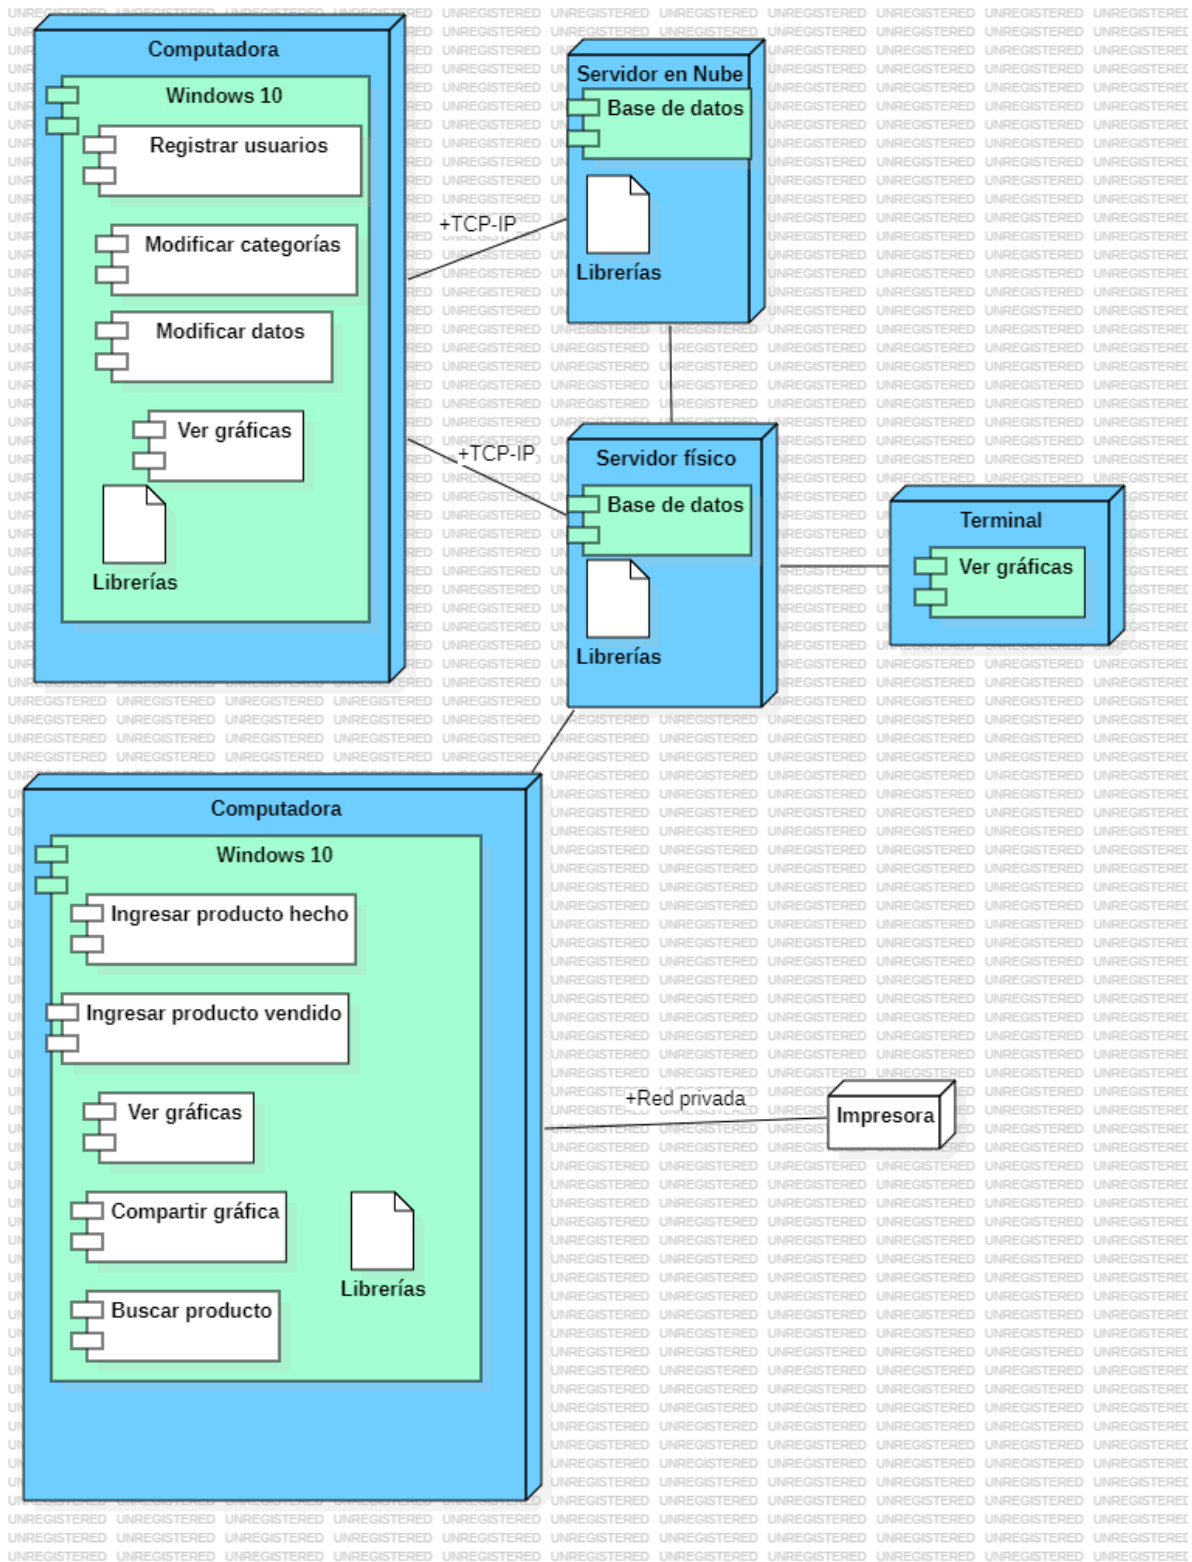 Computadora
Windows 10
Registrar usuarios
Modificar categorías
Modificar datos
Ver gráficas
Librerías
+TCP-IP
+TCP-IP
Servidor en Nube
Base de datos
Librerías
Servidor físico
Base de datos
Librerías
Terminal
Ver gráficas
Computadora
Windows 10
Ingresar producto hecho
Ingresar producto vendido
Ver gráficas
Compartir gráfica
Librerías
Buscar producto
+Red privada
Impresora
UNREGISTERED